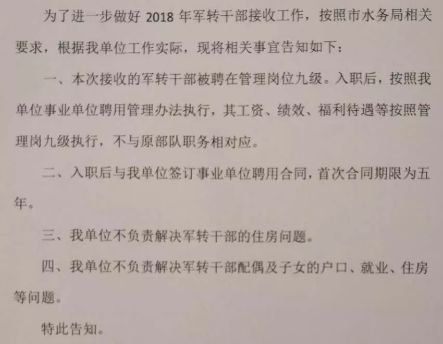 为了进一步做好 2018 年军转干部接收工作，按照市水务局相关
要求，根据我单位工作实际，现将相关事宜告知如下：
一、本次接收的军转干部被聘在管理岗位九级。入职后，按照我
单位事业单位聘用管理办法执行，其工资、绩效、福利待遇等按照管
理岗九级执行，不与原部队职务相对应。
二、入职后与我单位签订事业单位聘用合同，首次合同期限为五
年。
三、我单位不负责解决军转干部的住房问题。
四、我单位不负责解决军转干部配偶及子女的户口、就业、住房
等问题。
特此告知。